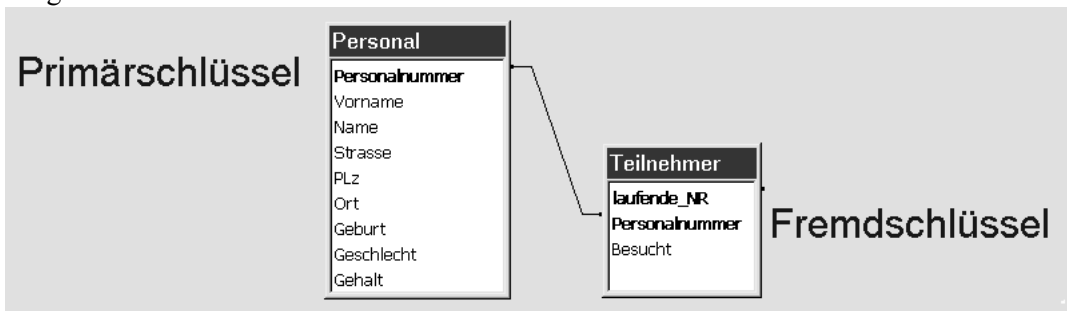 Primärschlüssel
Personal
Personalnummer
Vorname
Name
Strasse
PLz
Ort
Geburt
Geschlecht
Gehalt
Teilnehmer
laufende_NR
Personalnummer
Besucht
Fremdschlüssel